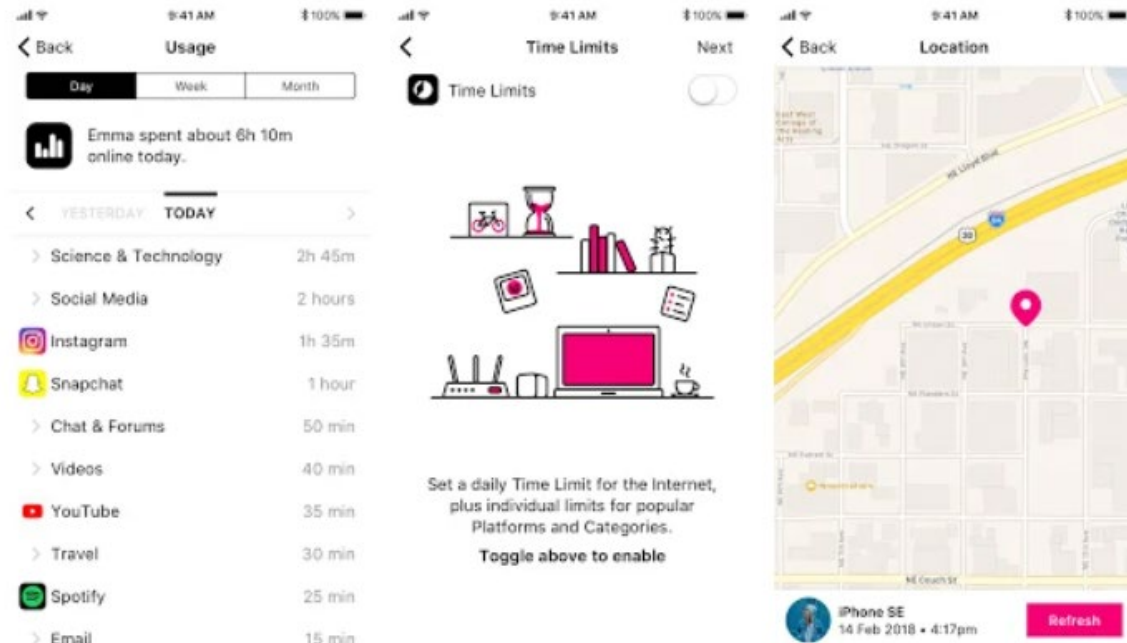 9:41 AM
100%
Back
Usage
Day
Week
Month
Emma spent about 6h 10m
online today.
YESTERDAY
TODAY
Science & Technology 2h 45m
Social Media 2 hours
Instagram 1h 35m
Snapchat 1 hour
Chat & Forums 50 min
Videos 40 min
YouTube 35 min
Travel 30 min
Spotify 25 min
Email 15 min
9:41 AM
100%
Time Limits
Next
Time Limits
Set a daily Time Limit for the Internet,
plus individual limits for popular
Platforms and Categories.
Toggle above to enable
9:41 AM
100%
Back
Location
NE Lloyd Blvd
84
30
NE Couch St
iPhone SE
14 Feb 2018 • 4:17pm
Refresh